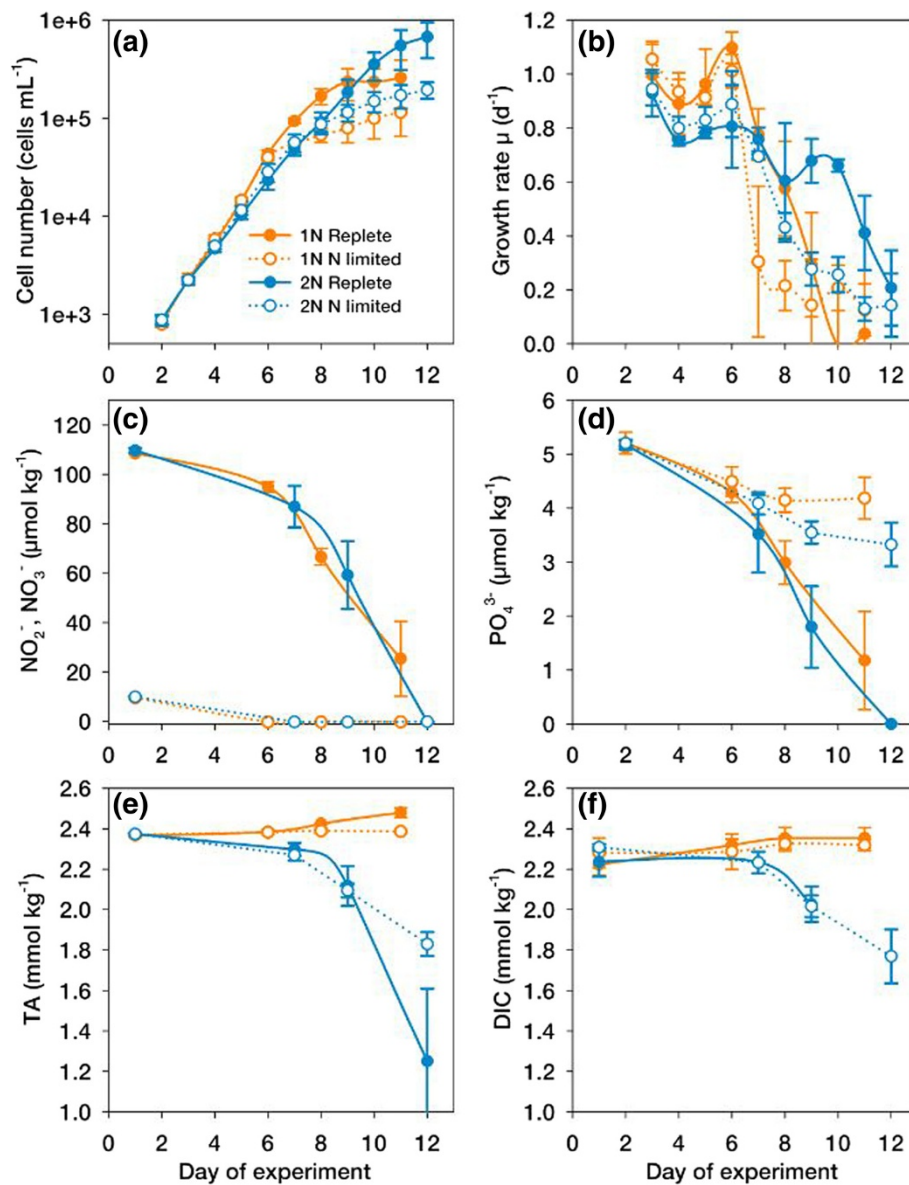 (a)
Cell number (cells mL⁻¹)
1e+6
1e+5
1e+4
1e+3
1N Replete
1N N limited
2N Replete
2N N limited
0 2 4 6 8 10 12
(b)
Growth rate μ (d⁻¹)
1.2
1.0
0.8
0.6
0.4
0.2
0.0
0 2 4 6 8 10 12
(c)
NO₂⁻, NO₃⁻ (μmol kg⁻¹)
120
100
80
60
40
20
0
0 2 4 6 8 10 12
(d)
PO₄³⁻ (μmol kg⁻¹)
6
5
4
3
2
1
0
0 2 4 6 8 10 12
(e)
TA (mmol kg⁻¹)
2.6
2.4
2.2
2.0
1.8
1.6
1.4
1.2
1.0
0 2 4 6 8 10 12
Day of experiment
(f)
DIC (mmol kg⁻¹)
2.6
2.4
2.2
2.0
1.8
1.6
1.4
1.2
1.0
0 2 4 6 8 10 12
Day of experiment